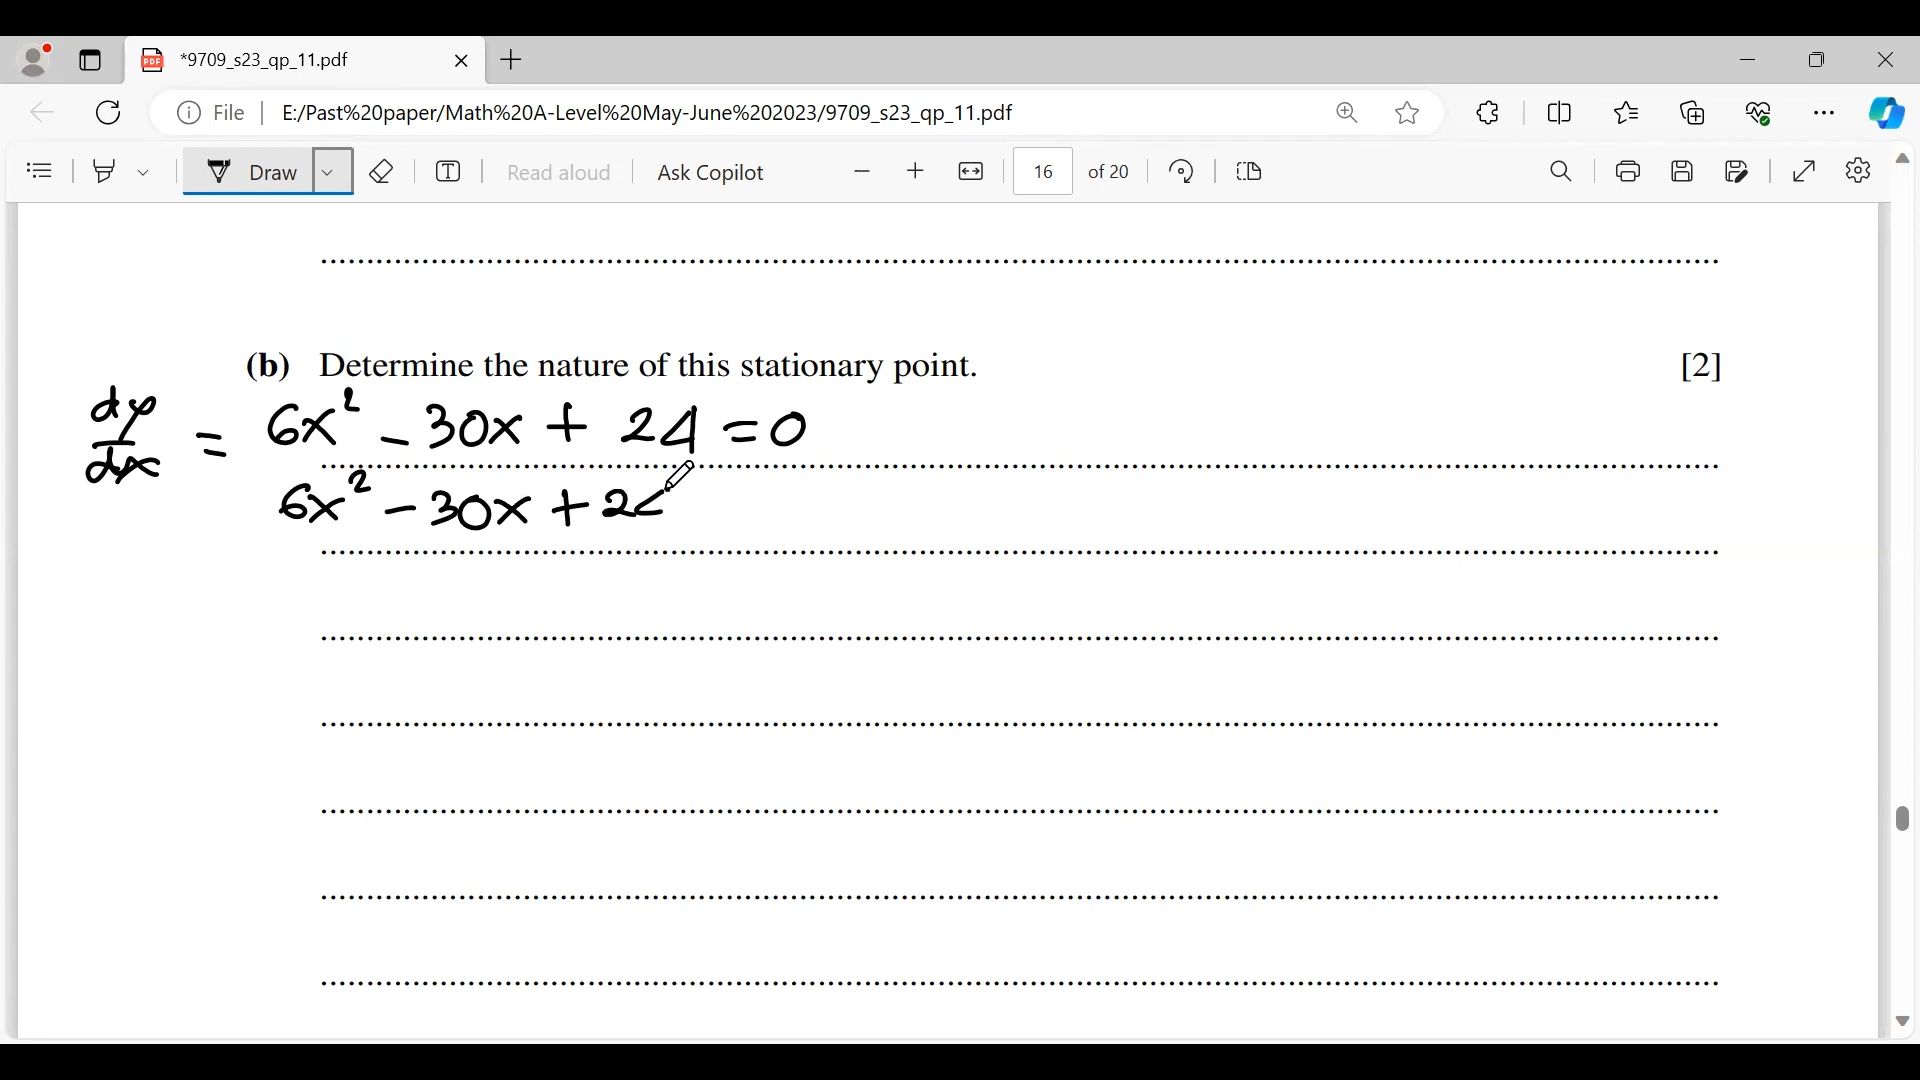 *9709_s23_qp_11.pdf
File E:/Past%20paper/Math%20A-Level%20May-June%202023/9709_s23_qp_11.pdf
Draw Read aloud Ask Copilot 16 of 20
(b) Determine the nature of this stationary point. [2]
dy/dx = 6x² - 30x + 24 = 0
6x² - 30x + 2